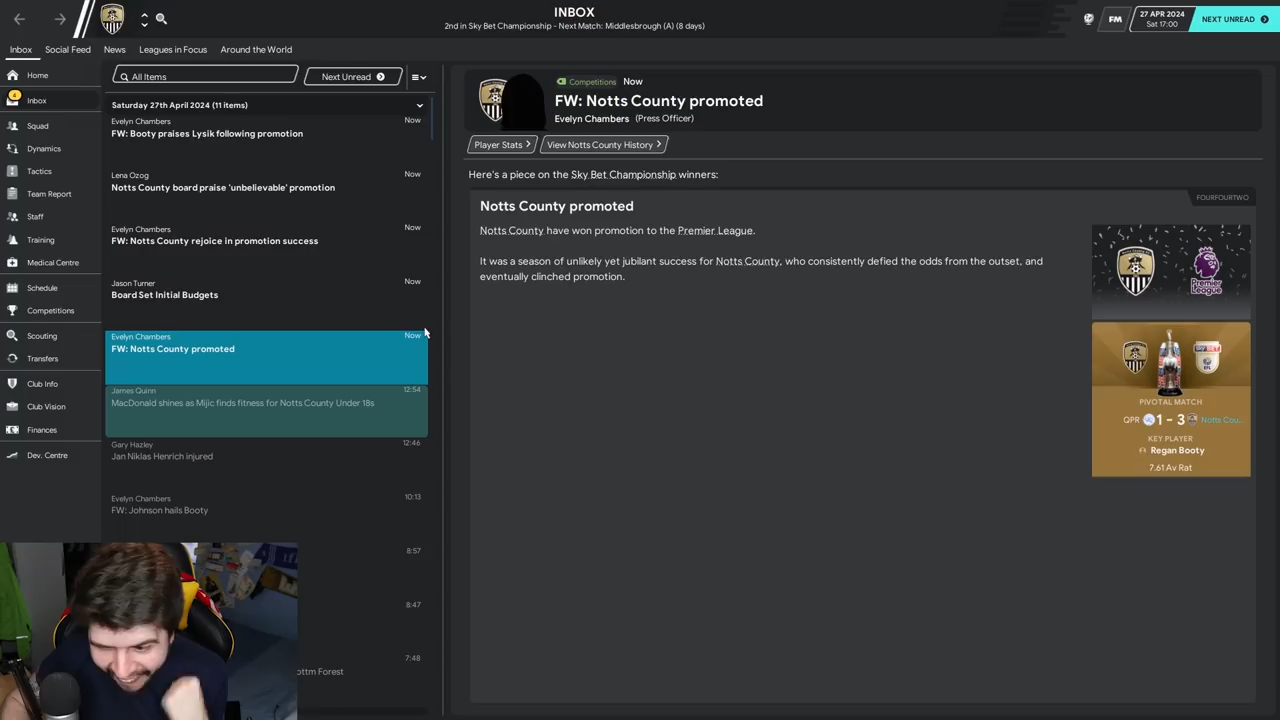 INBOX
2nd in Sky Bet Championship - Next Match: Middlesbrough (A) (8 days)
FM
27 APR 2024
Sat 17:00
NEXT UNREAD
Inbox
Social Feed
News
Leagues in Focus
Around the World
Home
4
Inbox
Squad
Dynamics
Tactics
Team Report
Staff
Training
Medical Centre
Schedule
Competitions
Scouting
Transfers
Club Info
Club Vision
Finances
Dev. Centre
All Items
Next Unread
Saturday 27th April 2024 (11 items)
Evelyn Chambers
Now
FW: Booty praises Lysik following promotion
Lena Ozog
Now
Notts County board praise 'unbelievable' promotion
Evelyn Chambers
Now
FW: Notts County rejoice in promotion success
Jason Turner
Now
Board Set Initial Budgets
Evelyn Chambers
Now
FW: Notts County promoted
James Quinn
12:54
MacDonald shines as Mijic finds fitness for Notts County Under 18s
Gary Hazley
12:46
Jan Niklas Henrich injured
Evelyn Chambers
10:13
FW: Johnson hails Booty
8:57
8:47
7:48
ottm Forest
Competitions
Now
FW: Notts County promoted
Evelyn Chambers (Press Officer)
Player Stats
View Notts County History
Here's a piece on the Sky Bet Championship winners:
FOURFOURTWO
Notts County promoted
Notts County have won promotion to the Premier League.
It was a season of unlikely yet jubilant success for Notts County, who consistently defied the odds from the outset, and
eventually clinched promotion.
Premier
League
sky BET
EFL
PIVOTAL MATCH
QPR 1 - 3 Notts Cou...
KEY PLAYER
Regan Booty
7.61 Av Rat